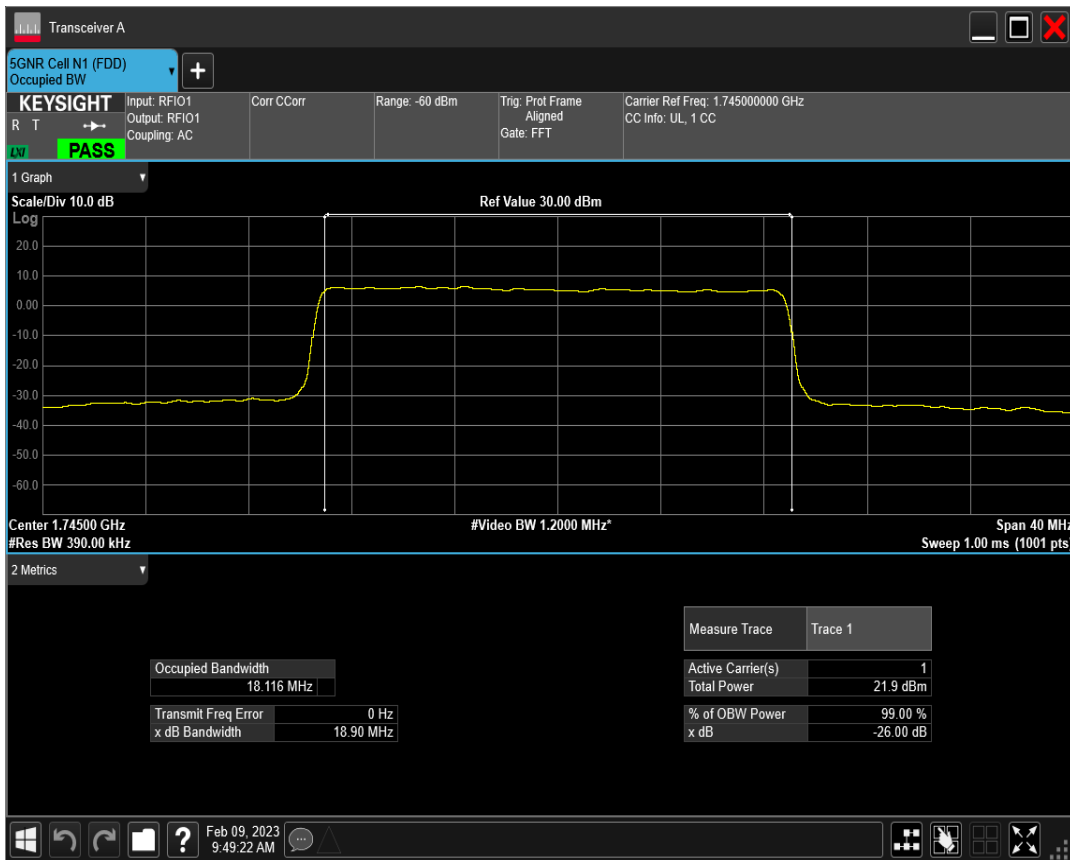 Transceiver A
5GNR Cell N1 (FDD)
Occupied BW
+
KEYSIGHT
R T
LXI
PASS
Input: RFIO1
Output: RFIO1
Coupling: AC
Corr CCorr
Range: -60 dBm
Trig: Prot Frame
Aligned
Gate: FFT
Carrier Ref Freq: 1.745000000 GHz
CC Info: UL, 1 CC
1 Graph
Scale/Div 10.0 dB
Ref Value 30.00 dBm
Log
20.0
10.0
0.00
-10.0
-20.0
-30.0
-40.0
-50.0
-60.0
Center 1.74500 GHz
#Video BW 1.2000 MHz*
Span 40 MHz
#Res BW 390.00 kHz
Sweep 1.00 ms (1001 pts)
2 Metrics
Measure Trace Trace 1
Occupied Bandwidth
18.116 MHz
Active Carrier(s) 1
Total Power 21.9 dBm
Transmit Freq Error 0 Hz
x dB Bandwidth 18.90 MHz
% of OBW Power 99.00 %
x dB -26.00 dB
?
Feb 09, 2023
9:49:22 AM